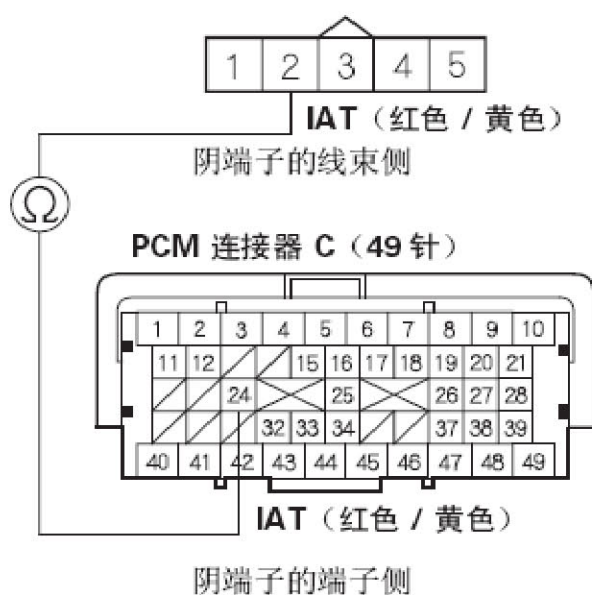 1 2 3 4 5
IAT（红色 / 黄色）
阴端子的线束侧
Ω
PCM 连接器 C（49 针）
1 2 3 4 5 6 7 8 9 10
11 12 15 16 17 18 19 20 21
24 25 26 27 28
32 33 34 37 38 39
40 41 42 43 44 45 46 47 48 49
IAT（红色 / 黄色）
阴端子的端子侧